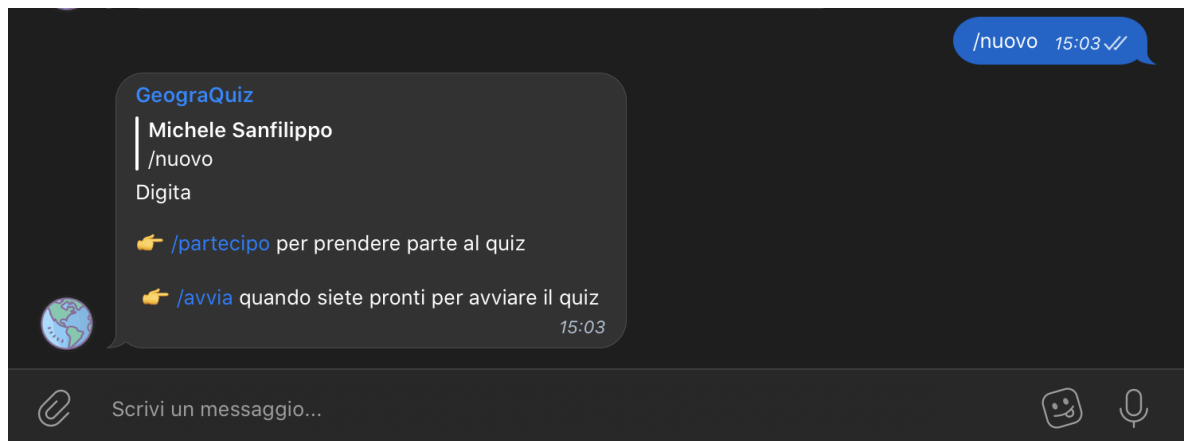 /nuovo 15:03
GeograQuiz
Michele Sanfilippo
/nuovo
Digita
👉 /partecipo per prendere parte al quiz
👉 /avvia quando siete pronti per avviare il quiz
15:03
Scrivi un messaggio...